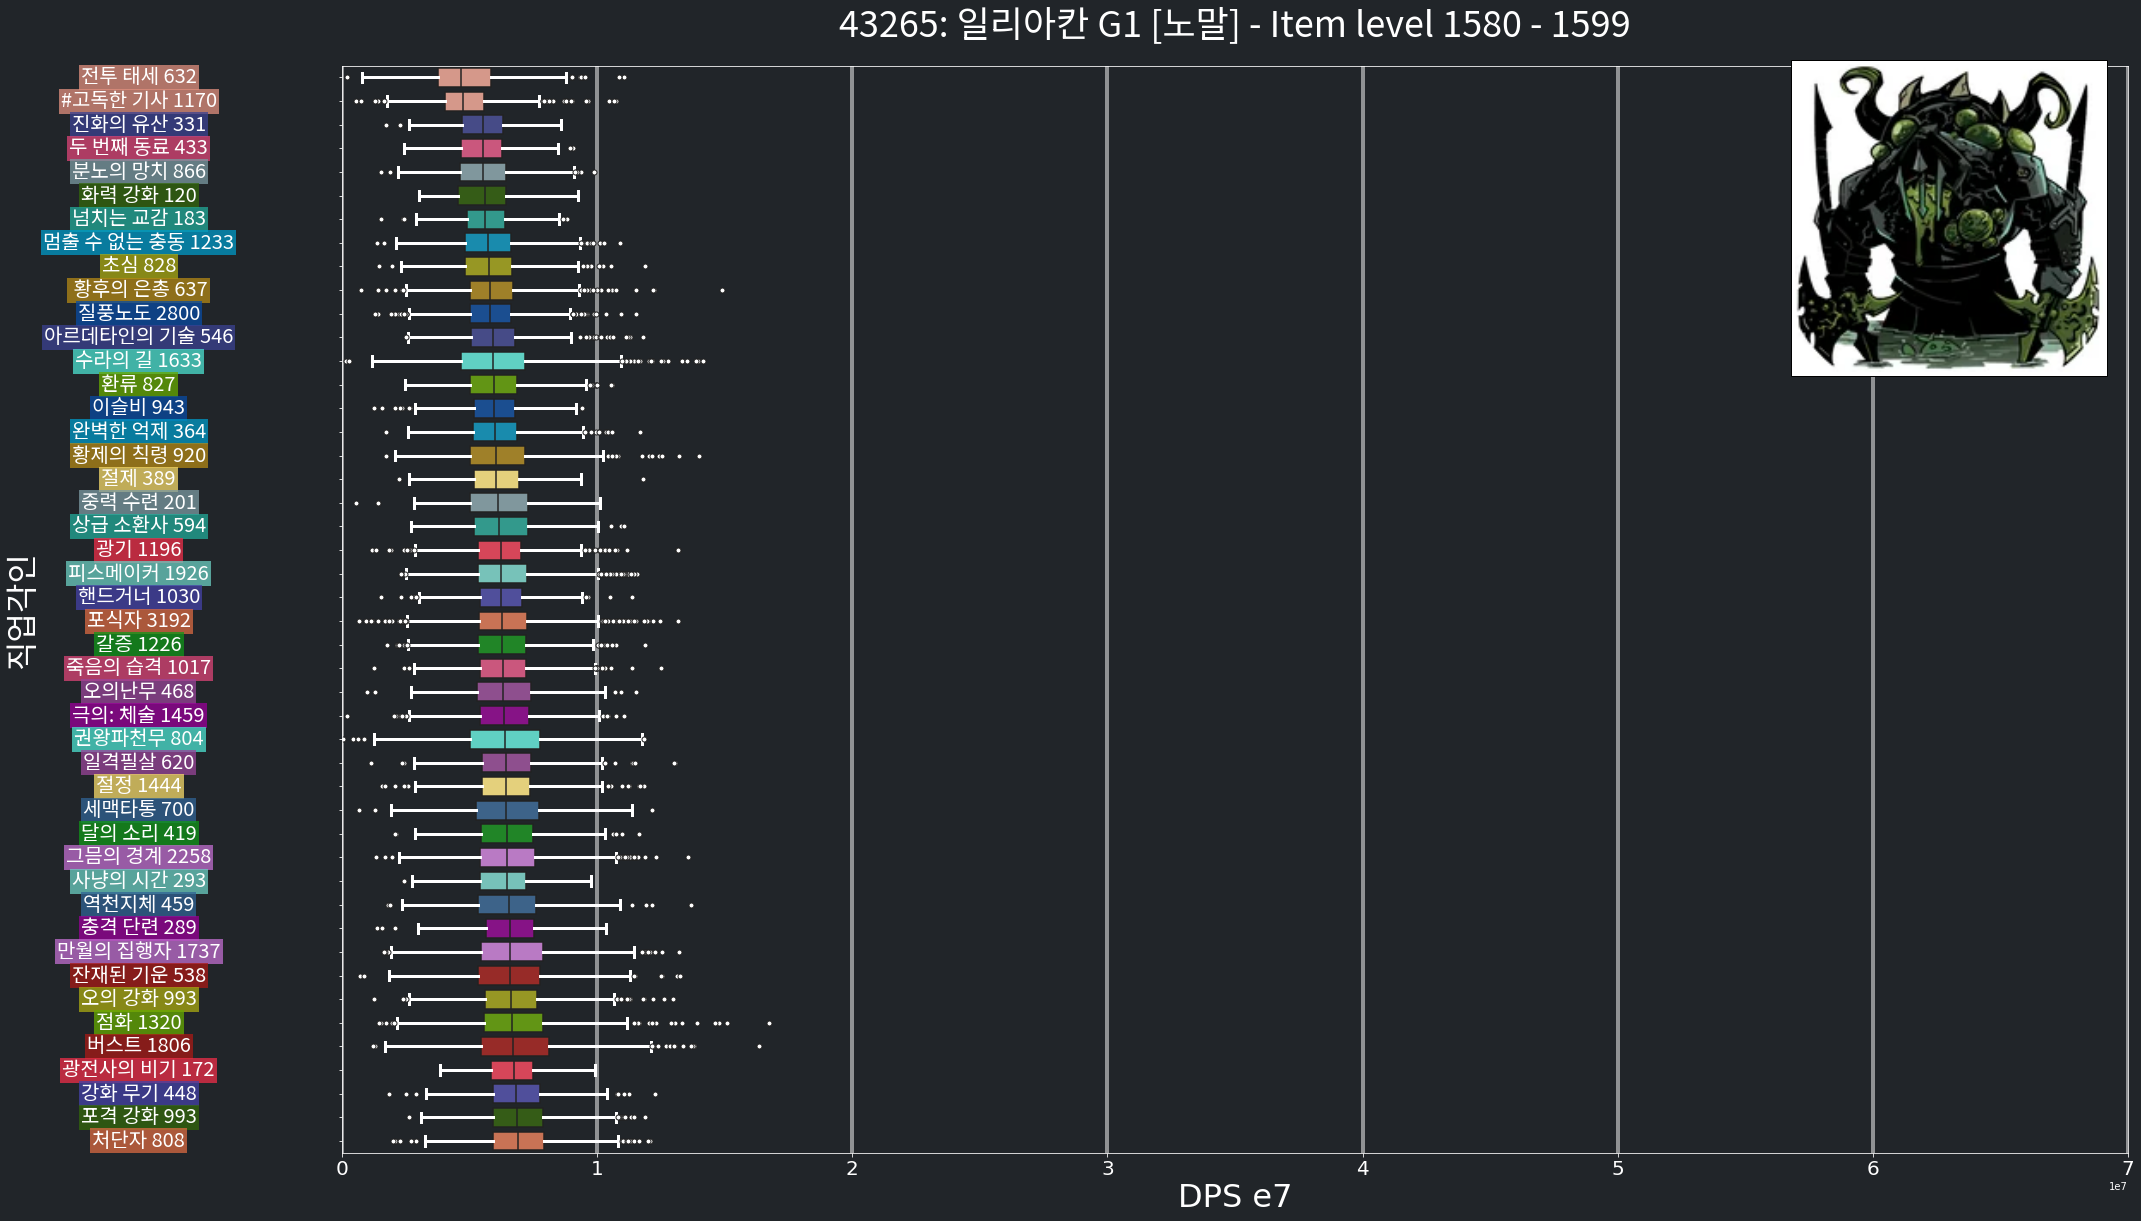 43265: 일리아칸 G1 [노말] - Item level 1580 - 1599
직업각인
전투 태세 632
#고독한 기사 1170
진화의 유산 331
두 번째 동료 433
분노의 망치 866
화력 강화 120
넘치는 교감 183
멈출 수 없는 충동 1233
초심 828
황후의 은총 637
질풍노도 2800
아르데타인의 기술 546
수라의 길 1633
환류 827
이슬비 943
완벽한 억제 364
황제의 칙령 920
절제 389
중력 수련 201
상급 소환사 594
광기 1196
피스메이커 1926
핸드거너 1030
포식자 3192
갈증 1226
죽음의 습격 1017
오의난무 468
극의: 체술 1459
권왕파천무 804
일격필살 620
절정 1444
세맥타통 700
달의 소리 419
그믐의 경계 2258
사냥의 시간 293
역천지체 459
충격 단련 289
만월의 집행자 1737
잔재된 기운 538
오의 강화 993
점화 1320
버스트 1806
광전사의 비기 172
강화 무기 448
포격 강화 993
처단자 808
0 1 2 3 4 5 6 7
1e7
DPS e7